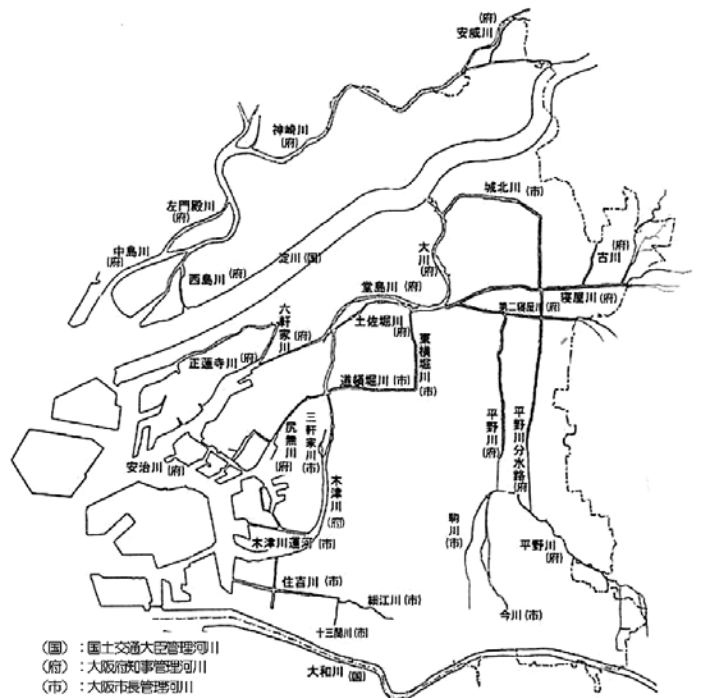 (府)
安威川
神崎川
(府)
城北川 (市)
左門殿川
(府)
古川
(府)
中島川
(府)
西島川 (府)
淀川 (国)
大川
(府)
堂島川 (府)
寝屋川
(府)
第二寝屋川 (府)
六軒家川
(府)
土佐堀川
(府)
東横堀川
(市)
正蓮寺川 (府)
道頓堀川 (市)
尻無川
(府)
三軒家川
(市)
平野川
(府)
平野川分水路
(府)
安治川 (府)
木津川
(府)
木津川運河 (市)
駒川
(市)
平野川
(府)
住吉川 (市)
細江川 (市)
今川 (市)
十三間川 (市)
大和川 (国)
(国) : 国土交通大臣管理河川
(府) : 大阪府知事管理河川
(市) : 大阪市長管理河川